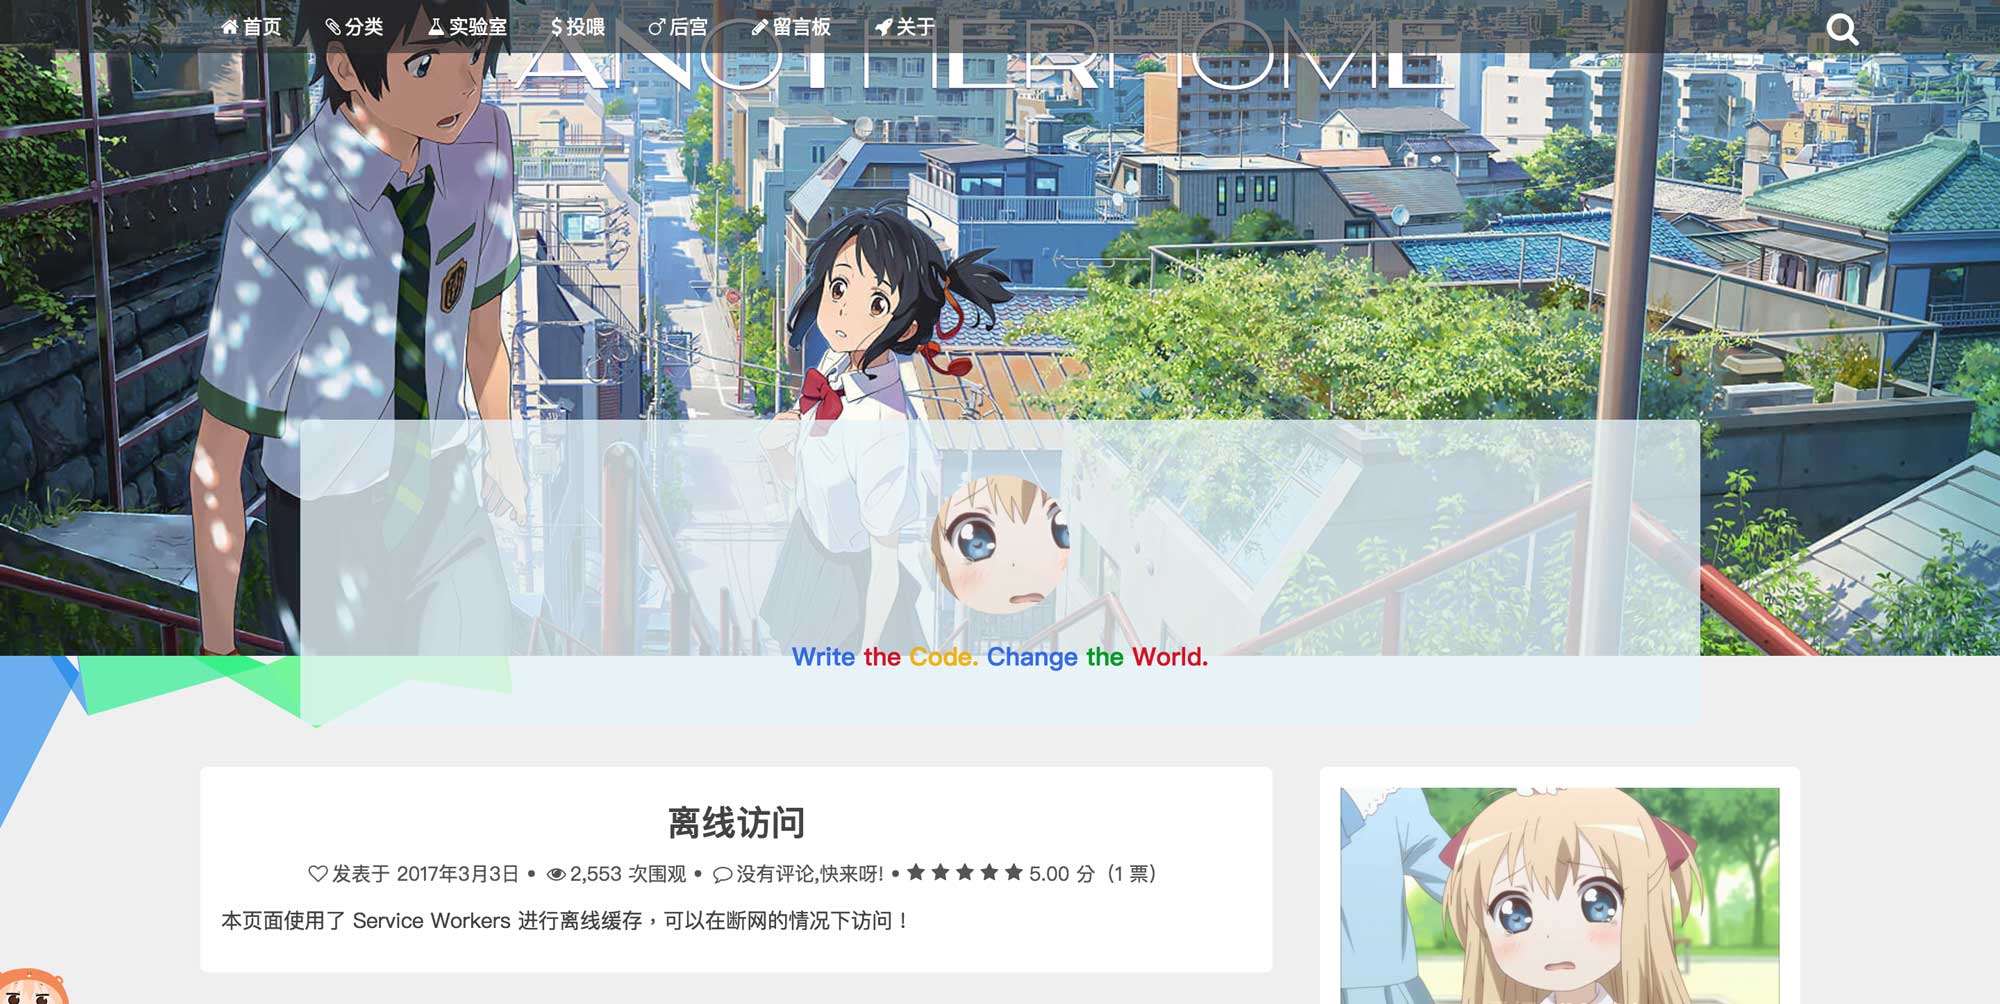 首页 分类 实验室 投喂 后宫 留言板 关于
ANOTHERHOME
Write the Code. Change the World.
离线访问
发表于 2017年3月3日 • 2,553 次围观 • 没有评论,快来呀! • ★★★★★ 5.00 分（1 票）
本页面使用了 Service Workers 进行离线缓存，可以在断网的情况下访问！